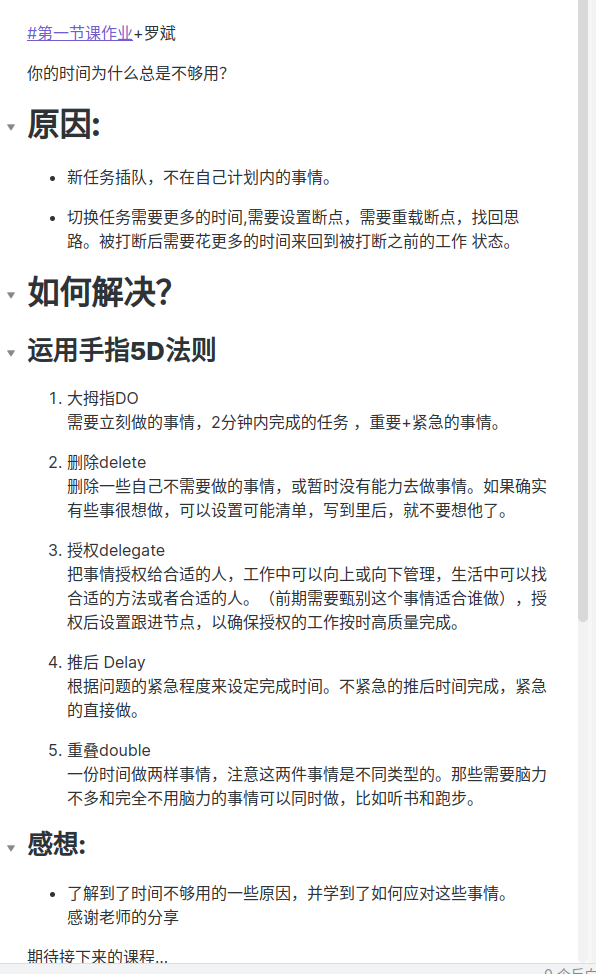 #第一节课作业+罗斌
你的时间为什么总是不够用？
原因:
新任务插队，不在自己计划内的事情。
切换任务需要更多的时间,需要设置断点，需要重载断点，找回思
路。被打断后需要花更多的时间来回到被打断之前的工作 状态。
如何解决？
运用手指5D法则
1. 大拇指DO
需要立刻做的事情，2分钟内完成的任务 ，重要+紧急的事情。
2. 删除delete
删除一些自己不需要做的事情，或暂时没有能力去做事情。如果确实
有些事很想做，可以设置可能清单，写到里后，就不要想他了。
3. 授权delegate
把事情授权给合适的人，工作中可以向上或向下管理，生活中可以找
合适的方法或者合适的人。（前期需要甄别这个事情适合谁做），授
权后设置跟进节点，以确保授权的工作按时高质量完成。
4. 推后 Delay
根据问题的紧急程度来设定完成时间。不紧急的推后时间完成，紧急
的直接做。
5. 重叠double
一份时间做两样事情，注意这两件事情是不同类型的。那些需要脑力
不多和完全不用脑力的事情可以同时做，比如听书和跑步。
感想:
了解到了时间不够用的一些原因，并学到了如何应对这些事情。
感谢老师的分享
期待接下来的课程...